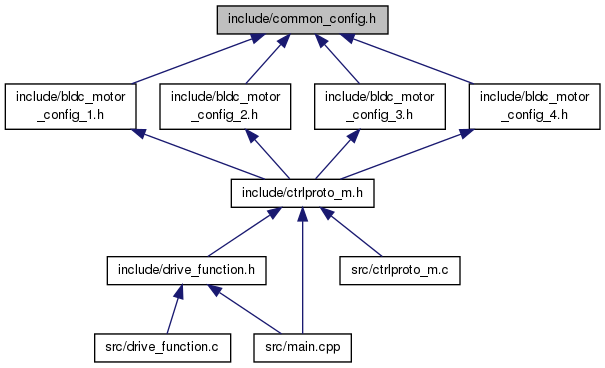 include/common_config.h
include/bldc_motor
_config_1.h
include/bldc_motor
_config_2.h
include/bldc_motor
_config_3.h
include/bldc_motor
_config_4.h
include/ctrlproto_m.h
include/drive_function.h
src/ctrlproto_m.c
src/drive_function.c
src/main.cpp